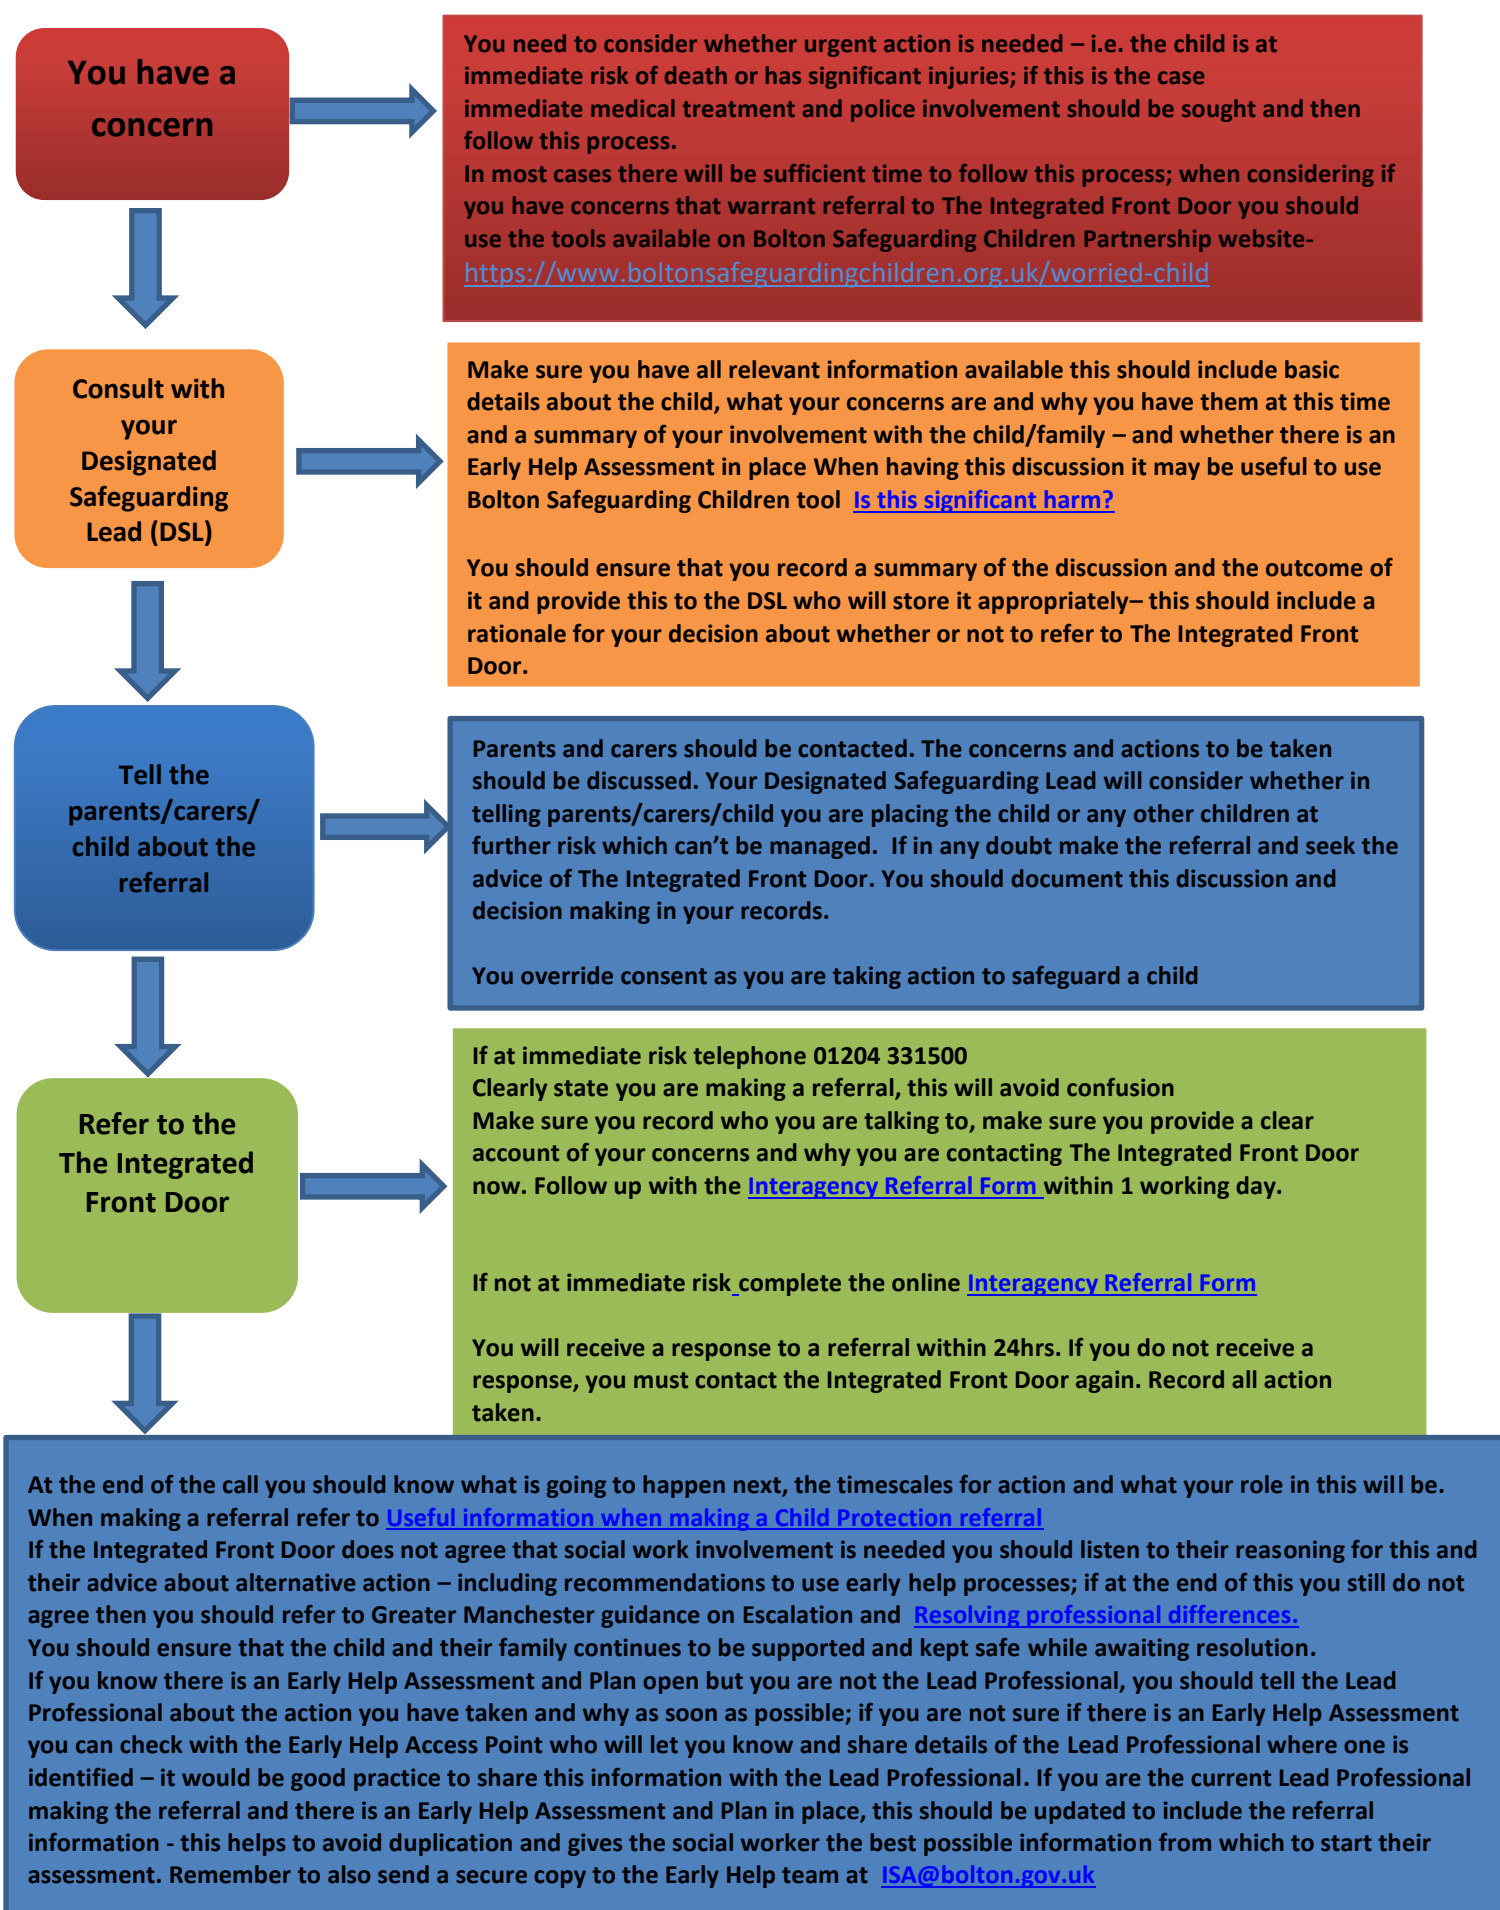 You have a
concern
You need to consider whether urgent action is needed – i.e. the child is at
immediate risk of death or has significant injuries; if this is the case
immediate medical treatment and police involvement should be sought and then
follow this process.
In most cases there will be sufficient time to follow this process; when considering if
you have concerns that warrant referral to The Integrated Front Door you should
use the tools available on Bolton Safeguarding Children Partnership website-
https://www.boltonsafeguardingchildren.org.uk/worried-child
Consult with
your
Designated
Safeguarding
Lead (DSL)
Make sure you have all relevant information available this should include basic
details about the child, what your concerns are and why you have them at this time
and a summary of your involvement with the child/family – and whether there is an
Early Help Assessment in place When having this discussion it may be useful to use
Bolton Safeguarding Children tool Is this significant harm?
You should ensure that you record a summary of the discussion and the outcome of
it and provide this to the DSL who will store it appropriately– this should include a
rationale for your decision about whether or not to refer to The Integrated Front
Door.
Tell the
parents/carers/
child about the
referral
Parents and carers should be contacted. The concerns and actions to be taken
should be discussed. Your Designated Safeguarding Lead will consider whether in
telling parents/carers/child you are placing the child or any other children at
further risk which can’t be managed. If in any doubt make the referral and seek the
advice of The Integrated Front Door. You should document this discussion and
decision making in your records.
You override consent as you are taking action to safeguard a child
Refer to the
The Integrated
Front Door
If at immediate risk telephone 01204 331500
Clearly state you are making a referral, this will avoid confusion
Make sure you record who you are talking to, make sure you provide a clear
account of your concerns and why you are contacting The Integrated Front Door
now. Follow up with the Interagency Referral Form within 1 working day.
If not at immediate risk complete the online Interagency Referral Form
You will receive a response to a referral within 24hrs. If you do not receive a
response, you must contact the Integrated Front Door again. Record all action
taken.
At the end of the call you should know what is going to happen next, the timescales for action and what your role in this will be.
When making a referral refer to Useful information when making a Child Protection referral
If the Integrated Front Door does not agree that social work involvement is needed you should listen to their reasoning for this and
their advice about alternative action – including recommendations to use early help processes; if at the end of this you still do not
agree then you should refer to Greater Manchester guidance on Escalation and Resolving professional differences.
You should ensure that the child and their family continues to be supported and kept safe while awaiting resolution.
If you know there is an Early Help Assessment and Plan open but you are not the Lead Professional, you should tell the Lead
Professional about the action you have taken and why as soon as possible; if you are not sure if there is an Early Help Assessment
you can check with the Early Help Access Point who will let you know and share details of the Lead Professional where one is
identified – it would be good practice to share this information with the Lead Professional. If you are the current Lead Professional
making the referral and there is an Early Help Assessment and Plan in place, this should be updated to include the referral
information - this helps to avoid duplication and gives the social worker the best possible information from which to start their
assessment. Remember to also send a secure copy to the Early Help team at ISA@bolton.gov.uk